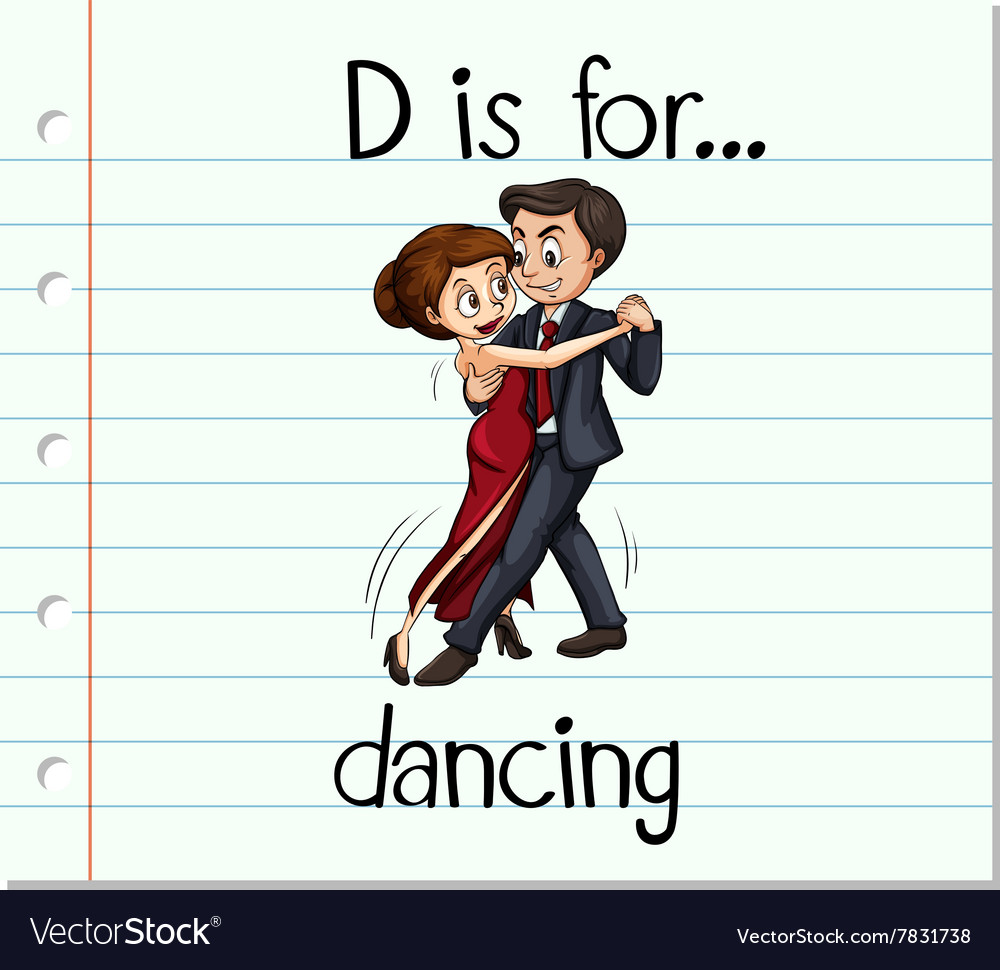 D is for...
dancing
VectorStock®
VectorStock.com/7831738